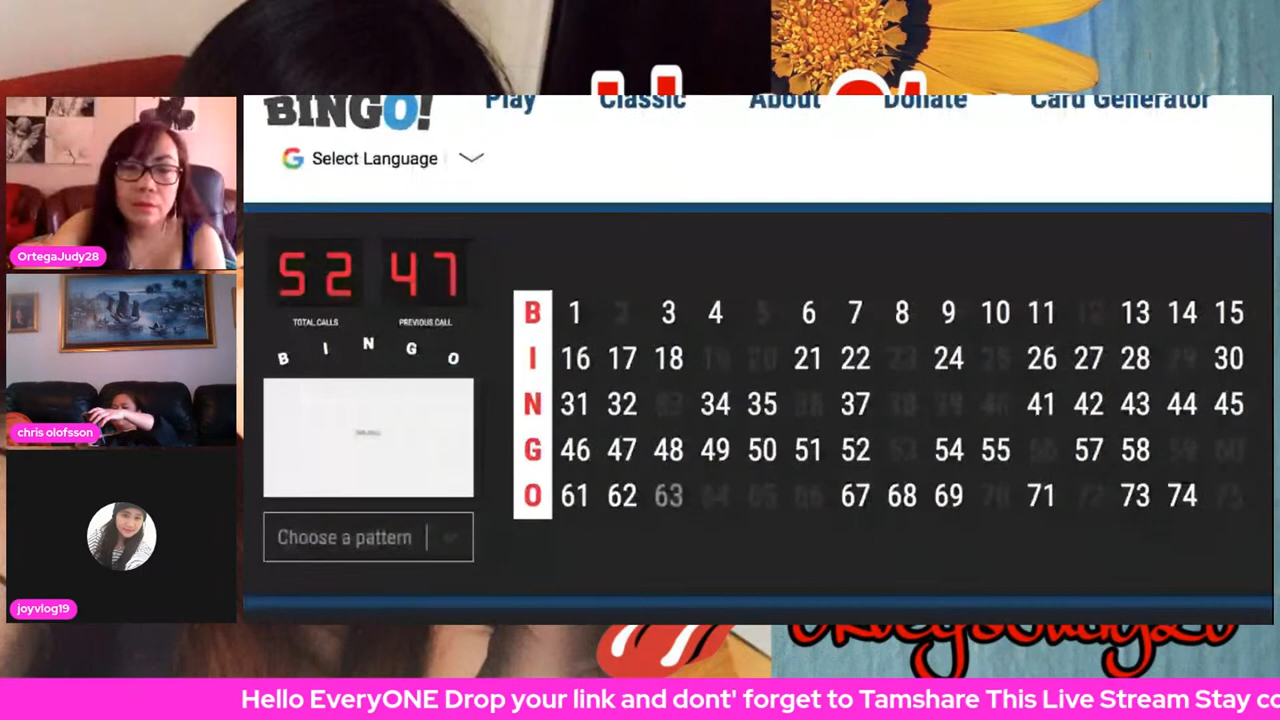 BINGO!
Play Classic About Donate Card Generator
Select Language
OrtegaJudy28
52 47
TOTAL CALLS PREVIOUS CALL
B I N G O
B 1 3 4 6 7 8 9 10 11 13 14 15
I 16 17 18 21 22 24 26 27 28 30
N 31 32 34 35 37 41 42 43 44 45
G 46 47 48 49 50 51 52 54 55 57 58
O 61 62 63 67 68 69 71 73 74
chris olofsson
Choose a pattern
joyvlog19
Hello EveryONE Drop your link and dont' forget to Tamshare This Live Stream Stay